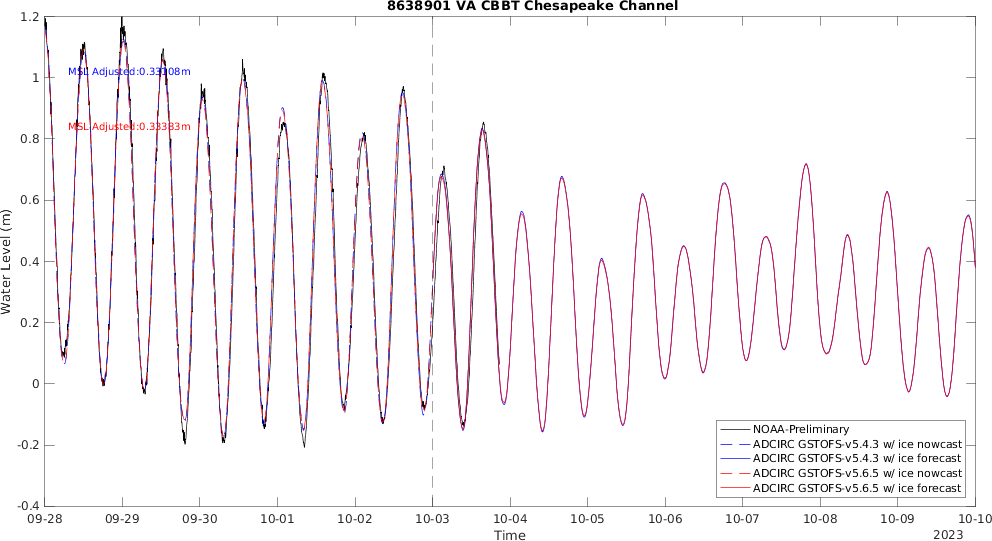 8638901 VA CBBT Chesapeake Channel
1.2
1
0.8
0.6
0.4
0.2
0
-0.2
-0.4
Water Level (m)
MSL Adjusted:0.33108m
MSL Adjusted:0.33383m
NOAA-Preliminary
ADCIRC GSTOFS-v5.4.3 w/ ice nowcast
ADCIRC GSTOFS-v5.4.3 w/ ice forecast
ADCIRC GSTOFS-v5.6.5 w/ ice nowcast
ADCIRC GSTOFS-v5.6.5 w/ ice forecast
09-28 09-29 09-30 10-01 10-02 10-03 10-04 10-05 10-06 10-07 10-08 10-09 10-10
Time
2023